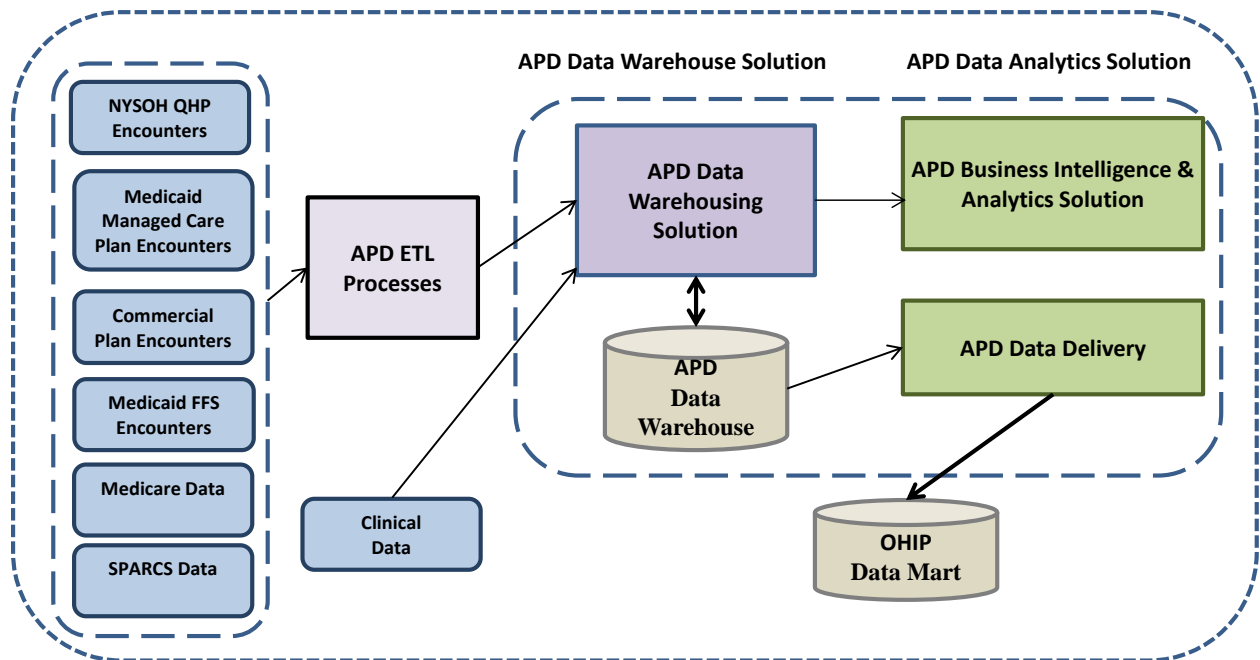 APD Data Warehouse Solution
APD Data Analytics Solution
NYSOH QHP
Encounters
Medicaid
Managed Care
Plan Encounters
Commercial
Plan Encounters
Medicaid FFS
Encounters
Medicare Data
SPARCS Data
APD ETL
Processes
Clinical
Data
APD Data
Warehousing
Solution
APD
Data
Warehouse
APD Business Intelligence &
Analytics Solution
APD Data Delivery
OHIP
Data Mart